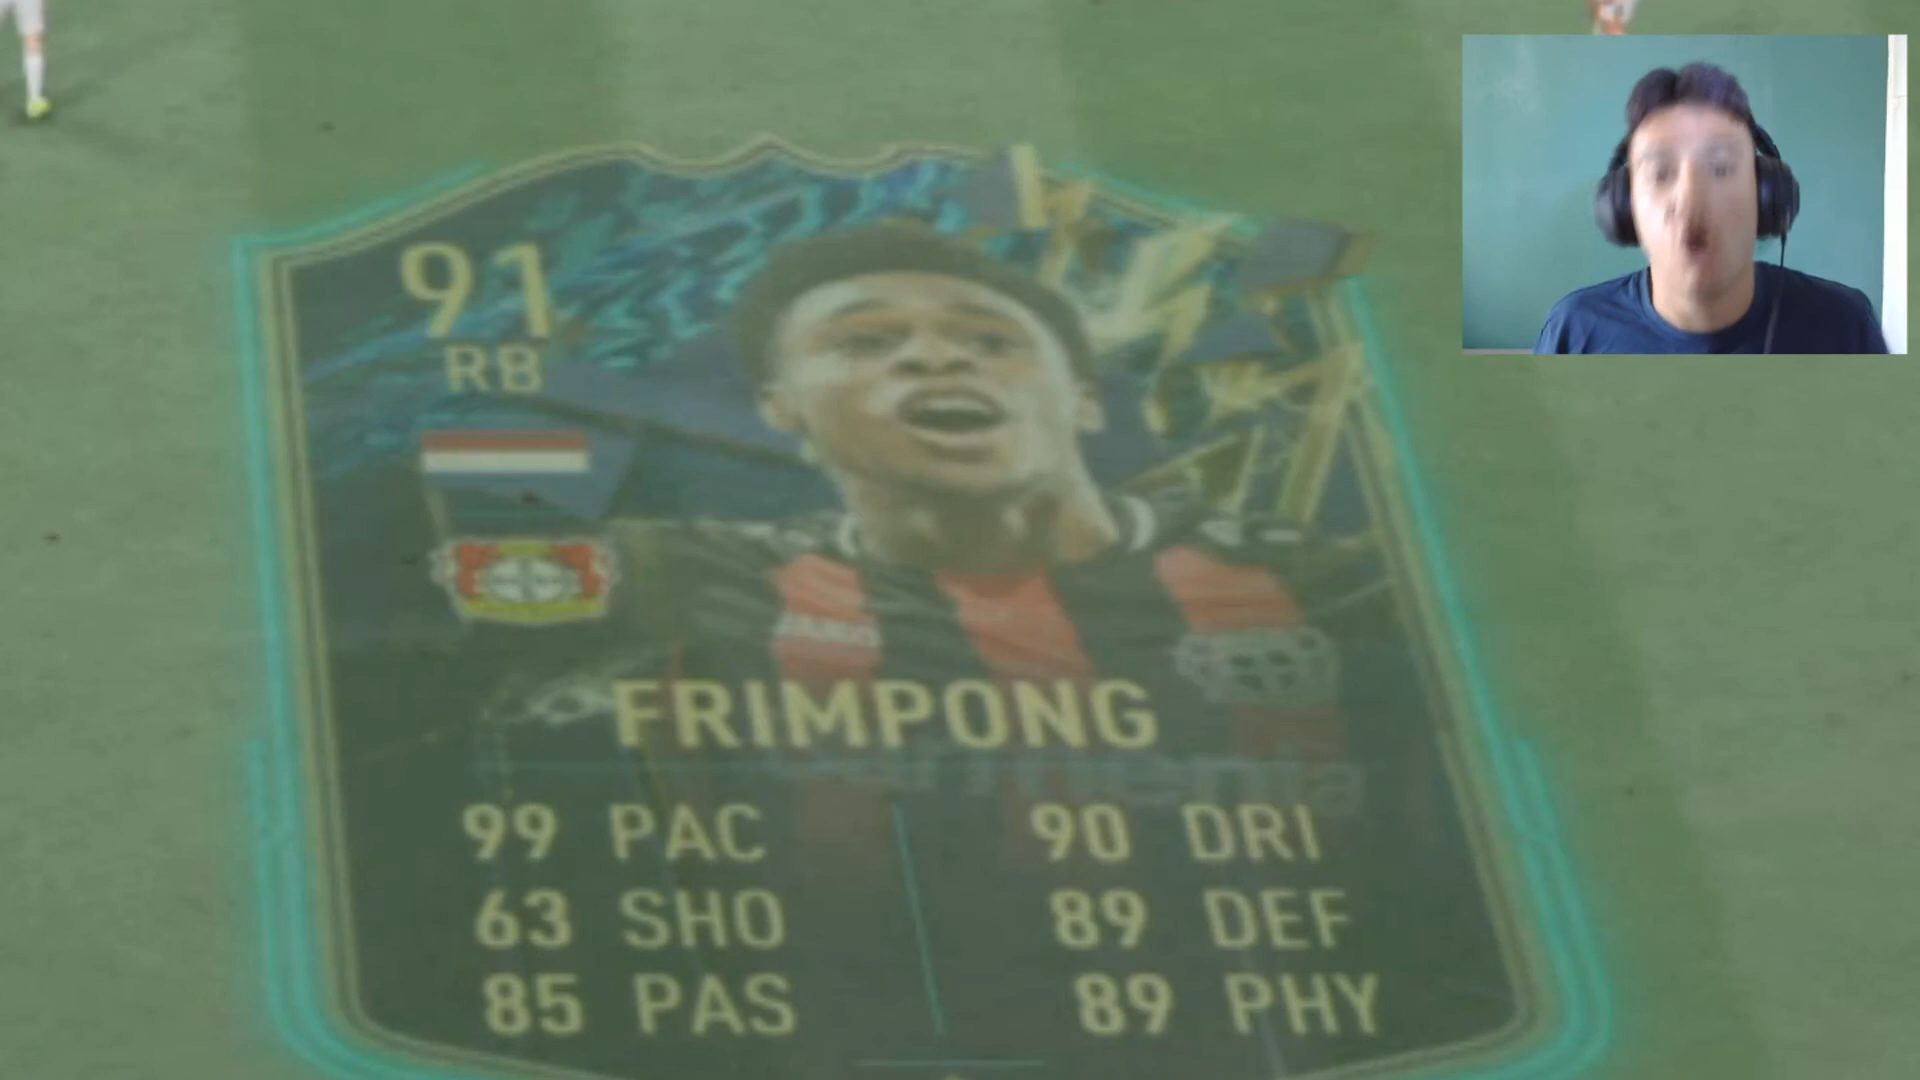 91
RB
FRIMPONG
99 PAC
90 DRI
63 SHO
89 DEF
85 PAS
89 PHY